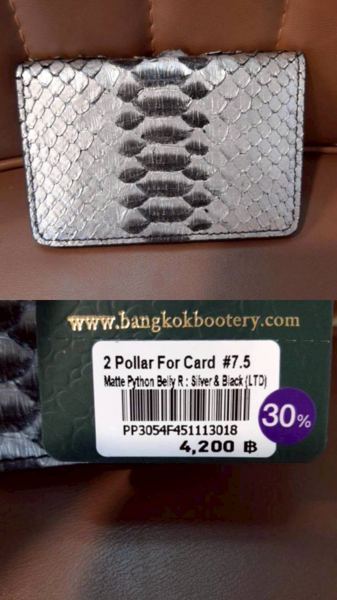 www.bangkokbootery.com
2 Pollar For Card #7.5
Matte Python Belly R : Silver & Black (LTD)
30%
PP3054F451113018
4,200 ฿